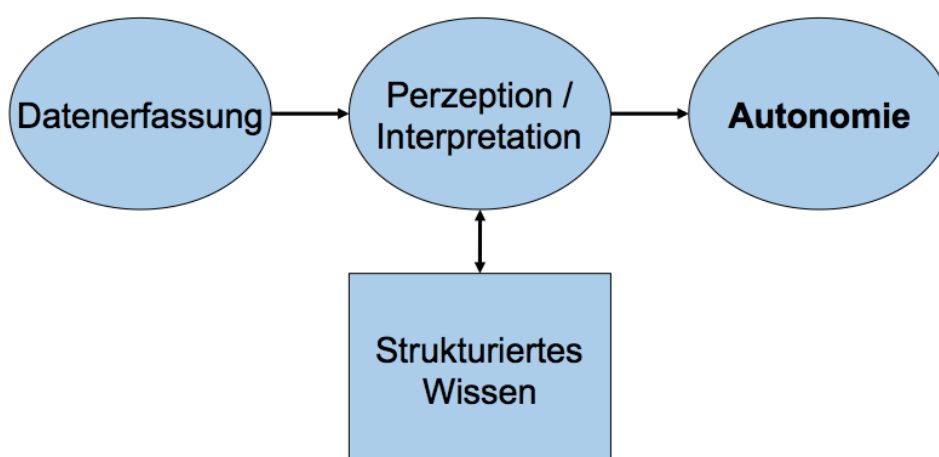 Datenerfassung
Perzeption /
Interpretation
Autonomie
Strukturiertes
Wissen